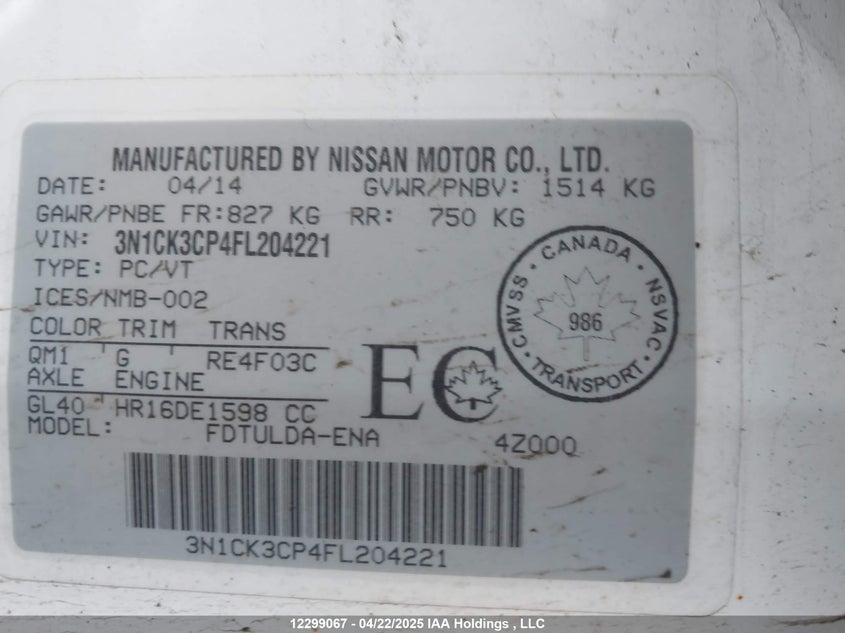 MANUFACTURED BY NISSAN MOTOR CO., LTD.
DATE: 04/14 GVWR/PNBV: 1514 KG
GAWR/PNBE FR:827 KG RR: 750 KG
VIN: 3N1CK3CP4FL204221
TYPE: PC/VT
ICES/NMB-002
COLOR TRIM TRANS
QM1 G RE4F03C
AXLE ENGINE
GL40 HR16DE1598 CC
MODEL: FDTULDA-ENA 4Z000
EC
· CANADA · NSVAC · TRANSPORT · CMVSS
986
3N1CK3CP4FL204221
12299067 - 04/22/2025 IAA Holdings , LLC